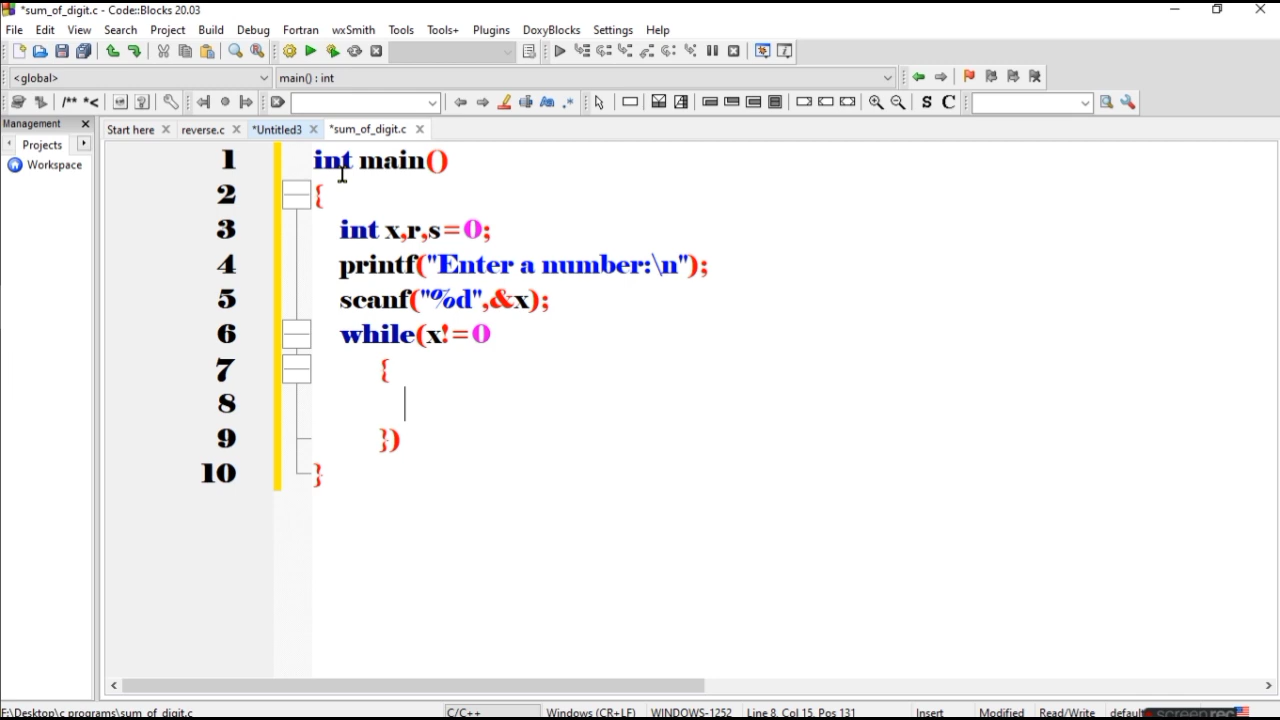 *sum_of_digit.c - Code::Blocks 20.03
File Edit View Search Project Build Debug Fortran wxSmith Tools Tools+ Plugins DoxyBlocks Settings Help
<global> main() : int
/** *< S C
Management
Start here reverse.c *Untitled3 *sum_of_digit.c
Projects
Workspace
1 int main()
2 {
3 int x,r,s=0;
4 printf("Enter a number:\n");
5 scanf("%d",&x);
6 while(x!=0
7 {
8
9 })
10 }
E:\Desktop\c programs\sum_of_digit.c C/C++ Windows (CR+LF) WINDOWS-1252 Line 8, Col 15, Pos 131 Insert Modified Read/Write
screenrec